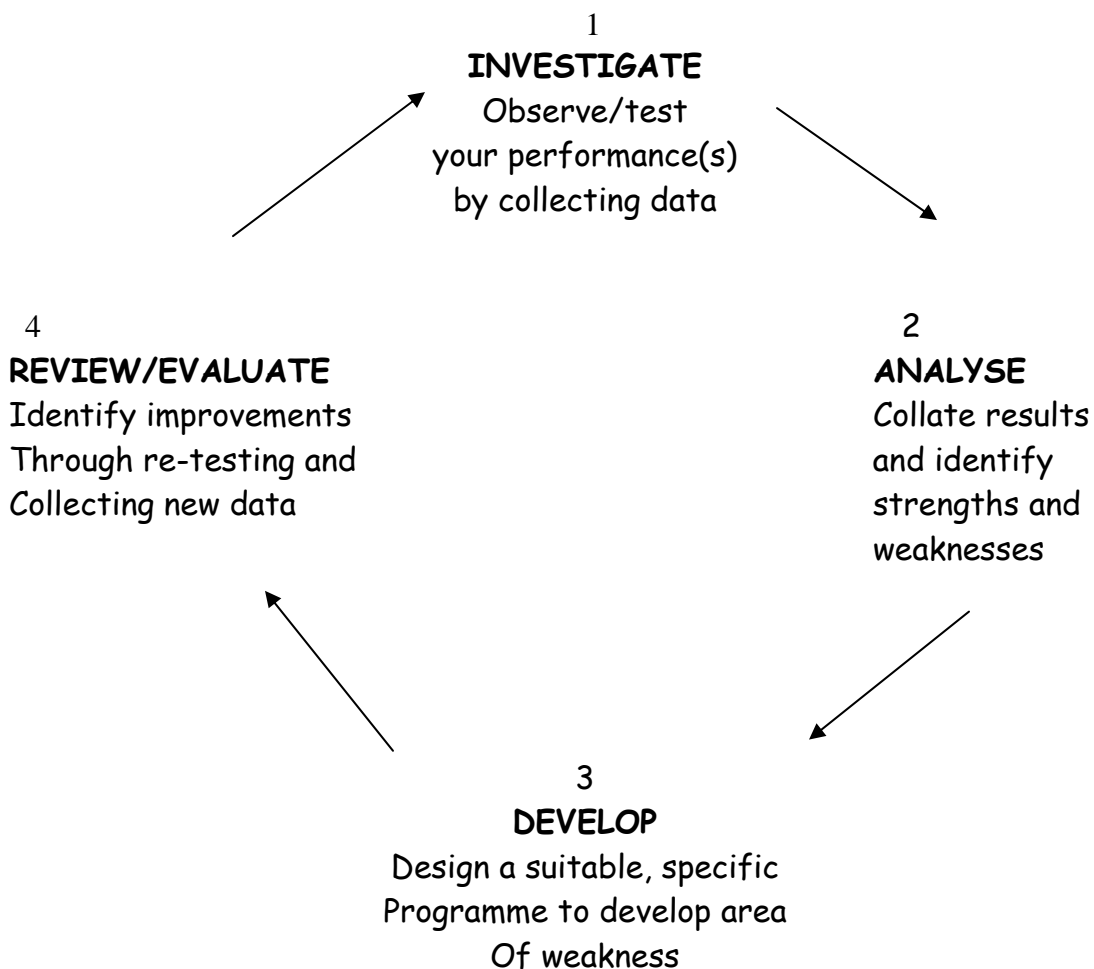 1
INVESTIGATE
Observe/test
your performance(s)
by collecting data
2
ANALYSE
Collate results
and identify
strengths and
weaknesses
3
DEVELOP
Design a suitable, specific
Programme to develop area
Of weakness
4
REVIEW/EVALUATE
Identify improvements
Through re-testing and
Collecting new data